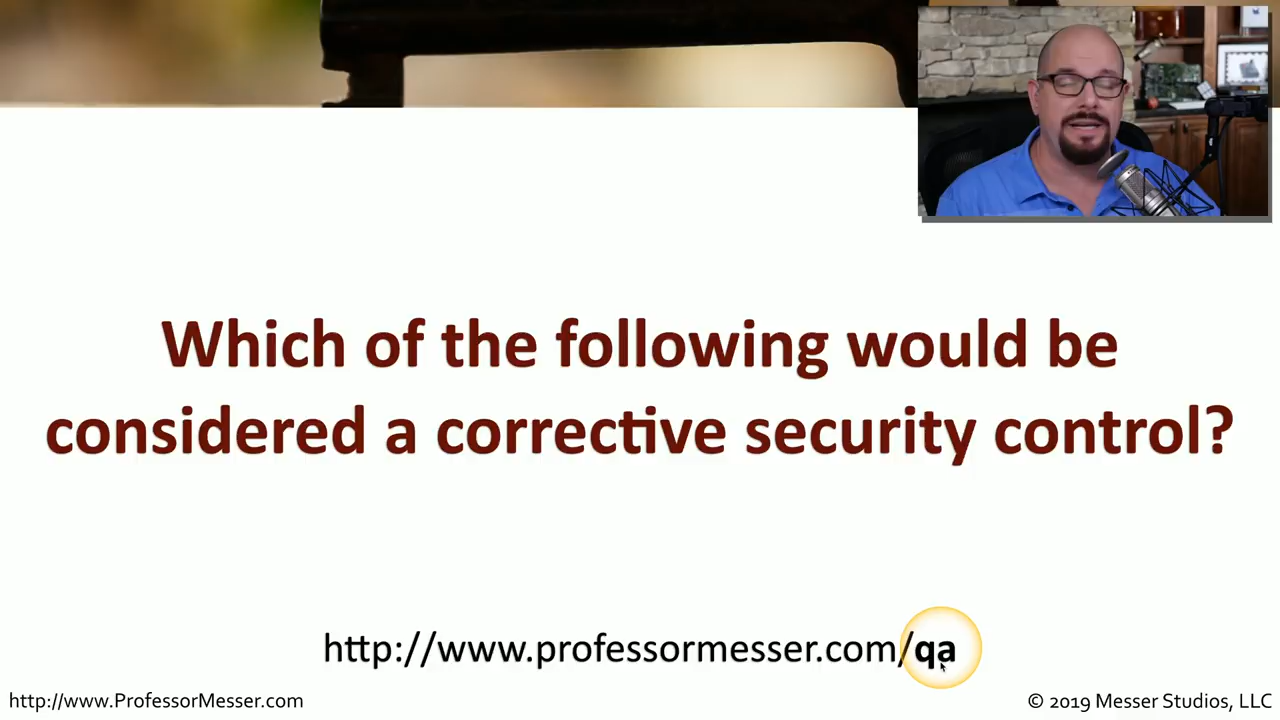 Which of the following would be
considered a corrective security control?
http://www.professormesser.com/qa
http://www.ProfessorMesser.com
© 2019 Messer Studios, LLC